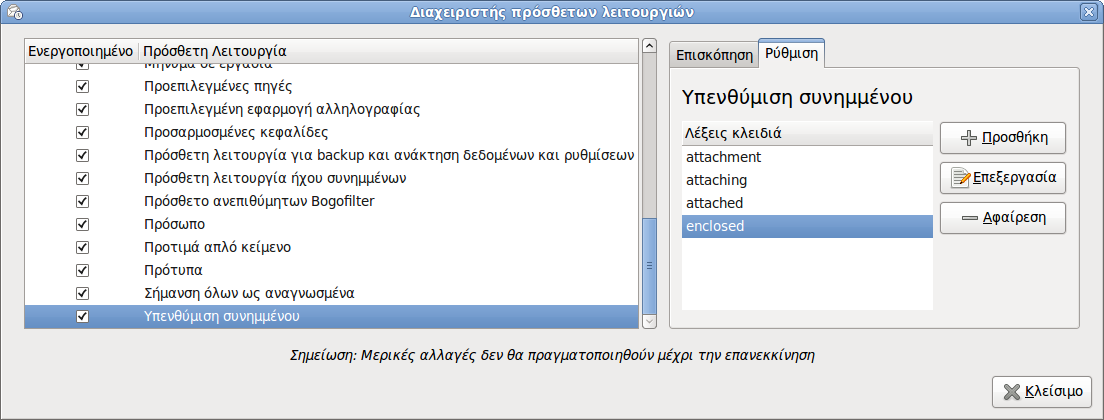 Διαχειριστής πρόσθετων λειτουργιών
Ενεργοποιημένο Πρόσθετη Λειτουργία
Μήνυμα σε εργασία
Προεπιλεγμένες πηγές
Προεπιλεγμένη εφαρμογή αλληλογραφίας
Προσαρμοσμένες κεφαλίδες
Πρόσθετη λειτουργία για backup και ανάκτηση δεδομένων και ρυθμίσεων
Πρόσθετη λειτουργία ήχου συνημμένων
Πρόσθετο ανεπιθύμητων Bogofilter
Πρόσωπο
Προτιμά απλό κείμενο
Πρότυπα
Σήμανση όλων ως αναγνωσμένα
Υπενθύμιση συνημμένου
Επισκόπηση Ρύθμιση
Υπενθύμιση συνημμένου
Λέξεις κλειδιά
attachment
attaching
attached
enclosed
Προσθήκη
Επεξεργασία
Αφαίρεση
Σημείωση: Μερικές αλλαγές δεν θα πραγματοποιηθούν μέχρι την επανεκκίνηση
Κλείσιμο